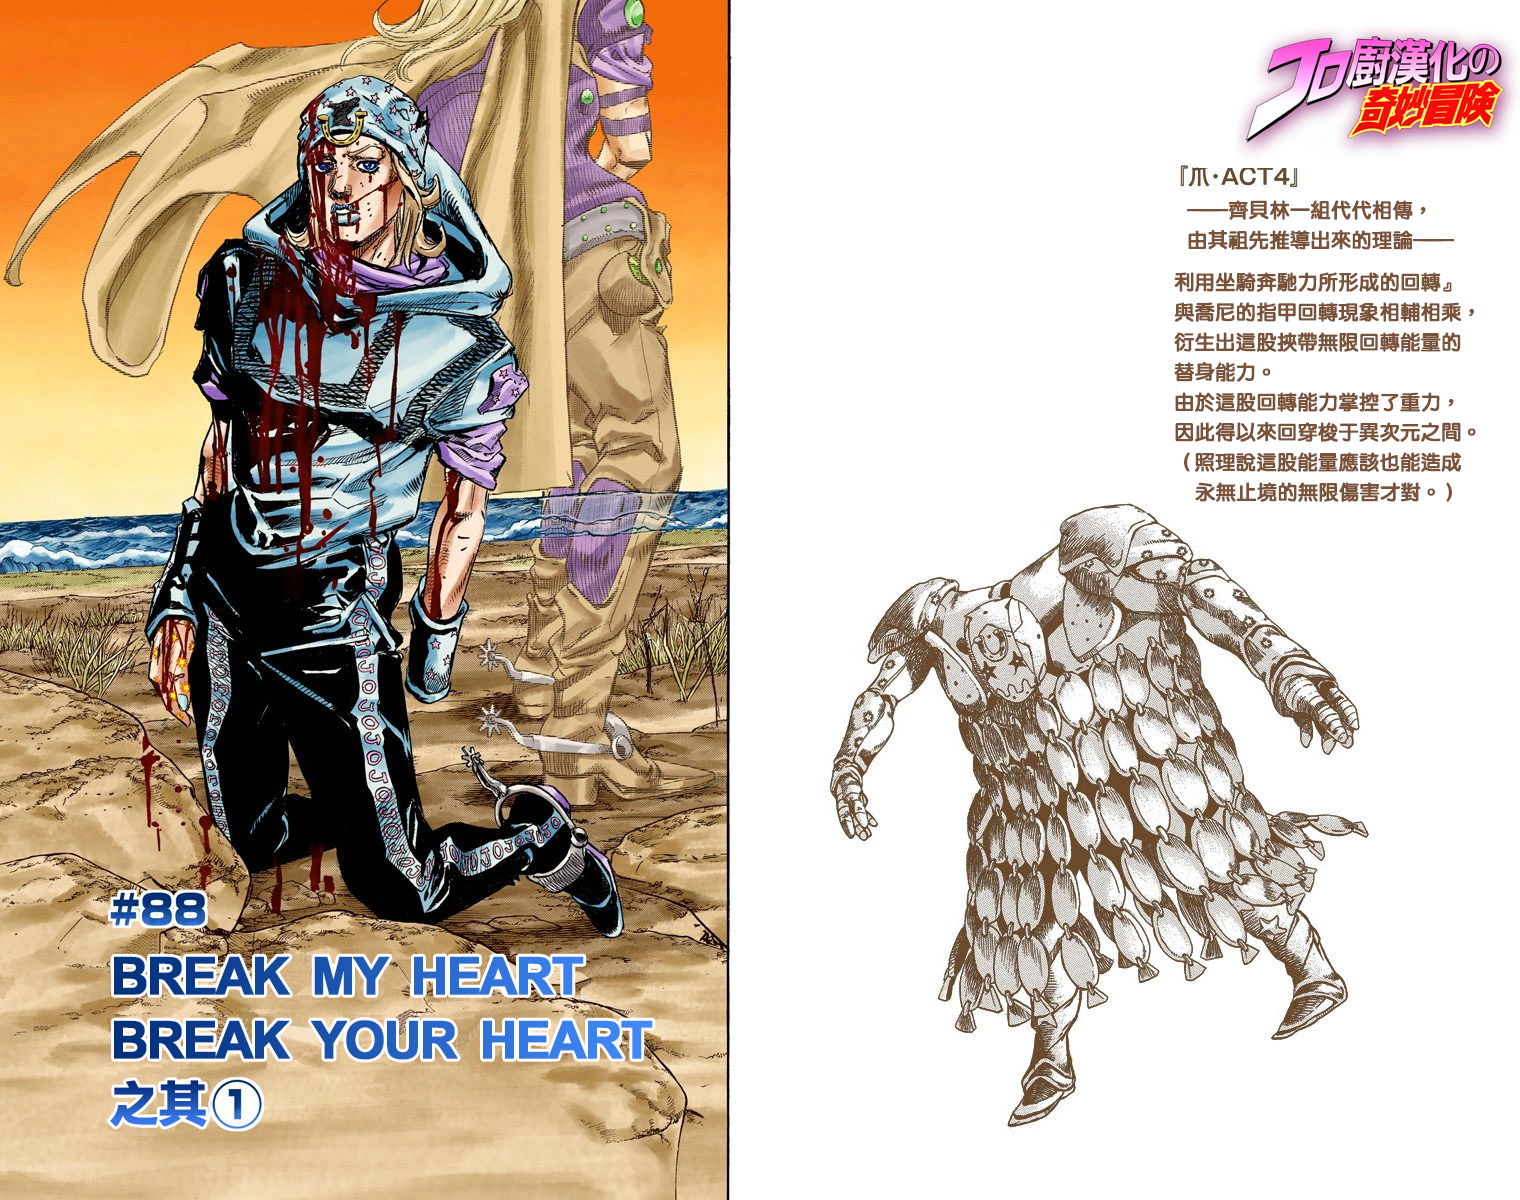 JO廚漢化の
奇妙冒険
『爪·ACT4』
——齊貝林一組代代相傳，
由其祖先推導出來的理論——
利用坐騎奔馳力所形成的回轉』
與喬尼的指甲回轉現象相輔相乘，
衍生出這股挾帶無限回轉能量的
替身能力。
由於這股回轉能力掌控了重力，
因此得以來回穿梭于異次元之間。
（照理說這股能量應該也能造成
永無止境的無限傷害才對。）
#88
BREAK MY HEART
BREAK YOUR HEART
之其①